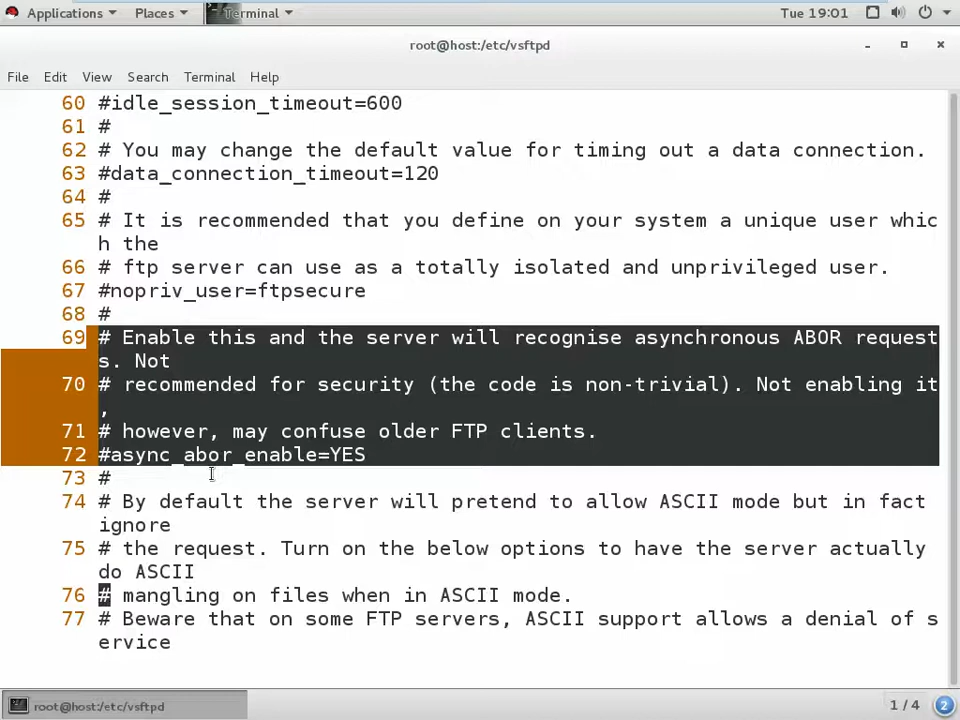 Applications Places Terminal Tue 19:01
root@host:/etc/vsftpd
File Edit View Search Terminal Help
60 #idle_session_timeout=600
61 #
62 # You may change the default value for timing out a data connection.
63 #data_connection_timeout=120
64 #
65 # It is recommended that you define on your system a unique user whic
h the
66 # ftp server can use as a totally isolated and unprivileged user.
67 #nopriv_user=ftpsecure
68 #
69 # Enable this and the server will recognise asynchronous ABOR request
s. Not
70 # recommended for security (the code is non-trivial). Not enabling it
,
71 # however, may confuse older FTP clients.
72 #async_abor_enable=YES
73 #
74 # By default the server will pretend to allow ASCII mode but in fact
ignore
75 # the request. Turn on the below options to have the server actually
do ASCII
76 # mangling on files when in ASCII mode.
77 # Beware that on some FTP servers, ASCII support allows a denial of s
ervice
root@host:/etc/vsftpd 1 / 4 2